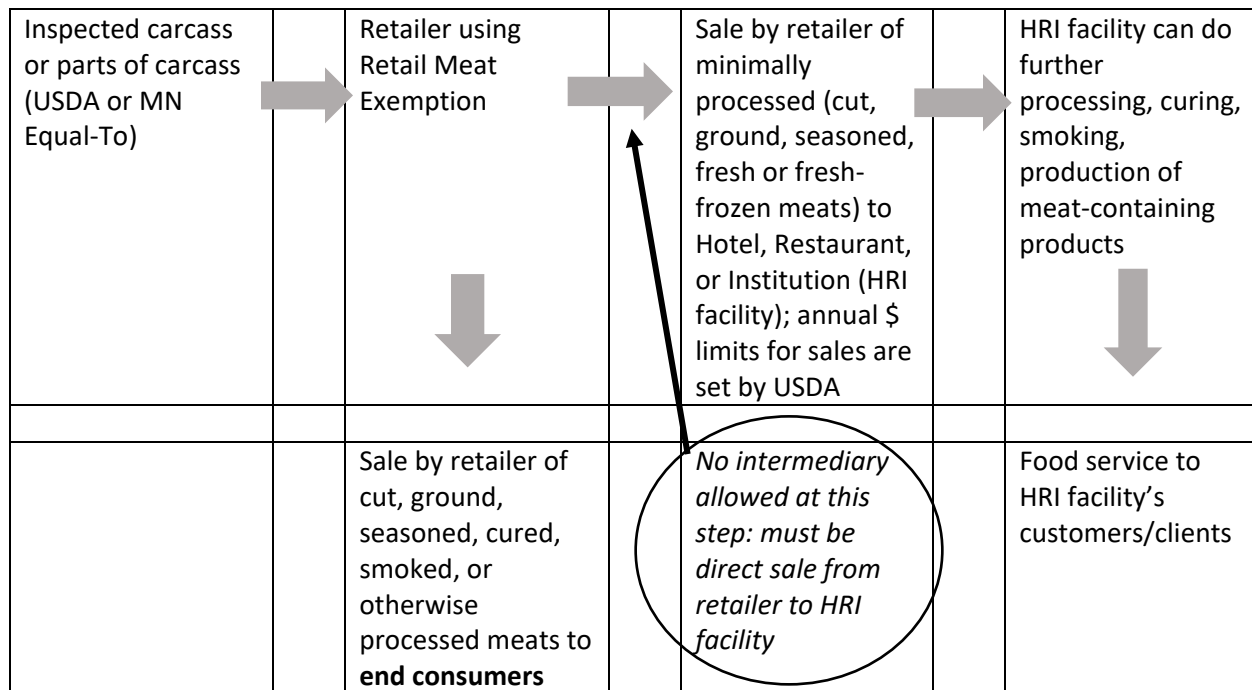 Inspected carcass
or parts of carcass
(USDA or MN
Equal-To)
Retailer using
Retail Meat
Exemption
Sale by retailer of
minimally
processed (cut,
ground, seasoned,
fresh or fresh-
frozen meats) to
Hotel, Restaurant,
or Institution (HRI
facility); annual $
limits for sales are
set by USDA
HRI facility can do
further
processing, curing,
smoking,
production of
meat-containing
products
Sale by retailer of
cut, ground,
seasoned, cured,
smoked, or
otherwise
processed meats to
end consumers
No intermediary
allowed at this
step: must be
direct sale from
retailer to HRI
facility
Food service to
HRI facility’s
customers/clients